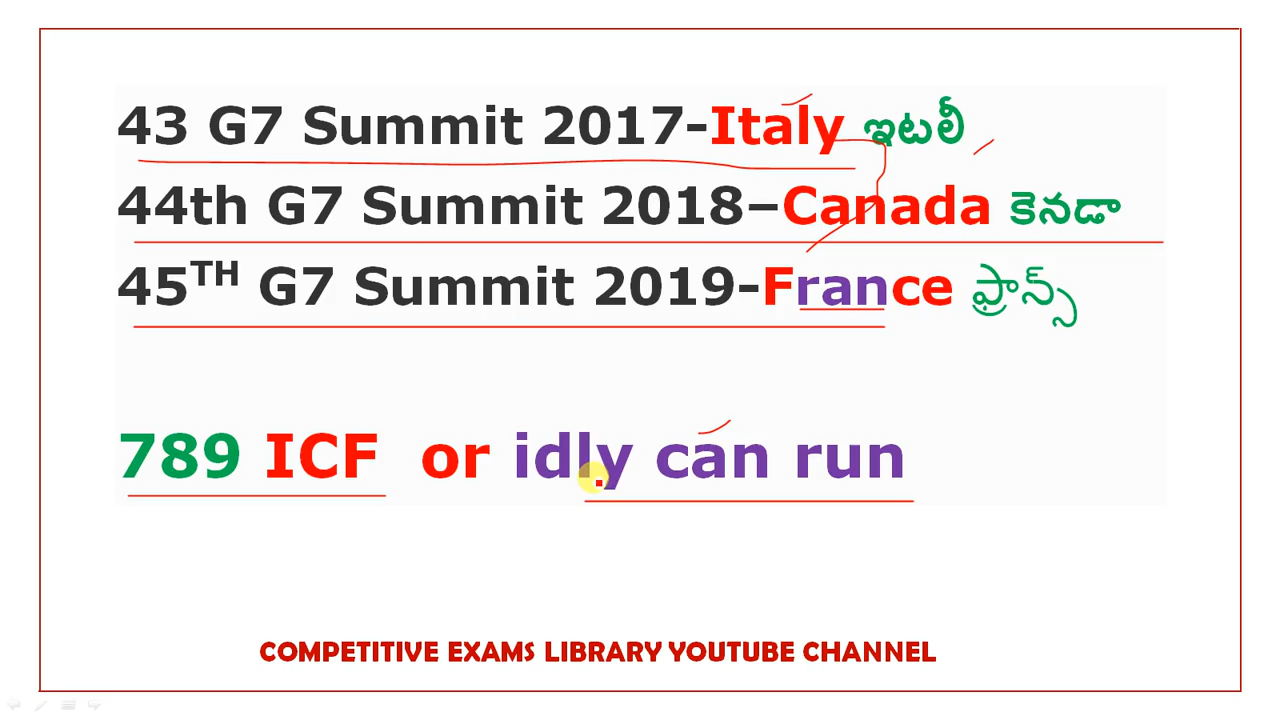 43 G7 Summit 2017-Italy ఇటలీ
44th G7 Summit 2018–Canada కెనడా
45TH G7 Summit 2019-France ఫ్రాన్స్
789 ICF or idly can run
COMPETITIVE EXAMS LIBRARY YOUTUBE CHANNEL